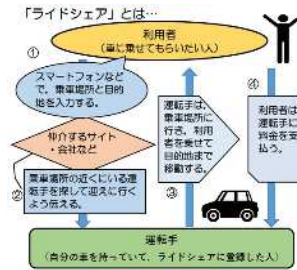 「ライドシェア」とは…
利用者
(車に乗せてもらいたい人)
①
スマートフォンなど
で、乗車場所と目的
地を入力する。
仲介するサイト
・会社など
②
乗車場所の近くにいる運
転手を探して迎えに行く
よう伝える。
運転手は、
乗車場所に
行き、利用
者を乗せて
目的地まで
移動する。
③
④
利用者は
運転手に
料金を支
払う。
運転手
(自分の車を持っていて、ライドシェアに登録した人)